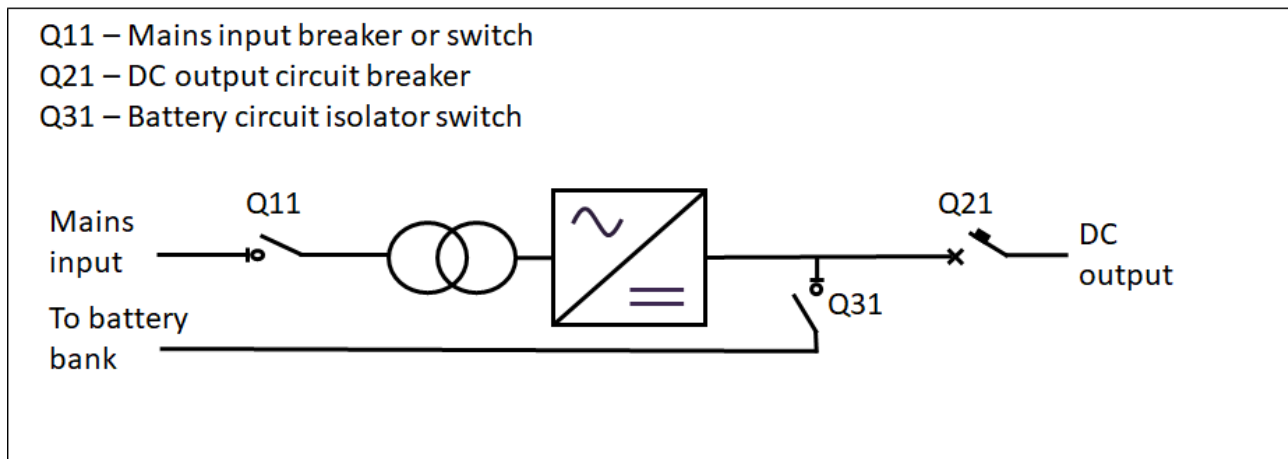 Q11 – Mains input breaker or switch
Q21 – DC output circuit breaker
Q31 – Battery circuit isolator switch
Q11
Q21
Mains
input
DC
output
Q31
To battery
bank